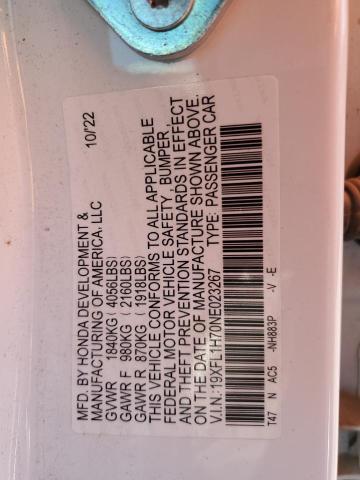 MFD. BY HONDA DEVELOPMENT & 10/'22
MANUFACTURING OF AMERICA, LLC
GVWR 1840KG (4056LBS)
GAWR F 980KG (2160LBS)
GAWR R 870KG (1918LBS)
THIS VEHICLE CONFORMS TO ALL APPLICABLE
FEDERAL MOTOR VEHICLE SAFETY, BUMPER,
AND THEFT PREVENTION STANDARDS IN EFFECT
ON THE DATE OF MANUFACTURE SHOWN ABOVE.
V.I.N.: 19XFL1H70NE023267 TYPE: PASSENGER CAR
T47 N AC5 -NH883P -V -E